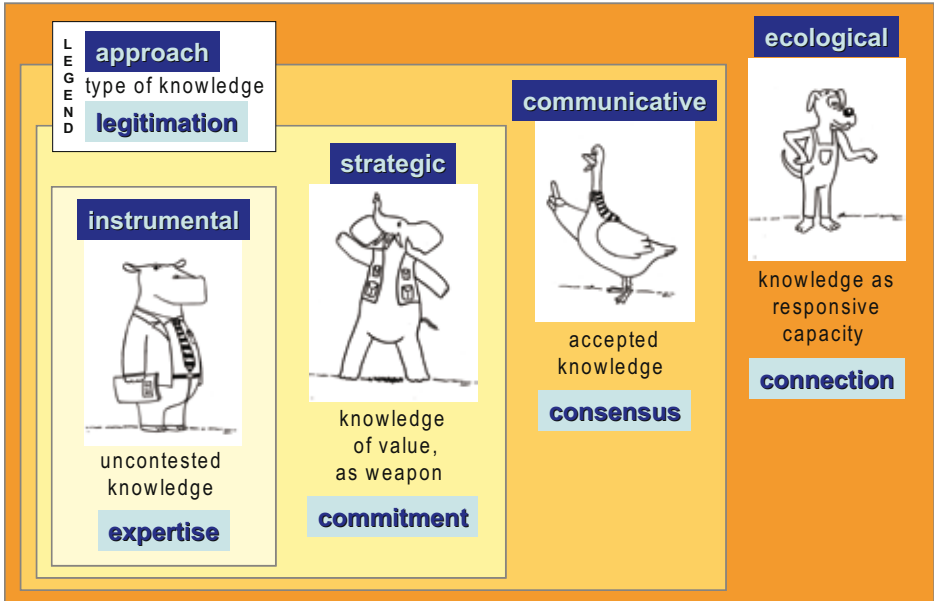 LEGEND
approach
type of knowledge
legitimation
instrumental
uncontested
knowledge
expertise
strategic
knowledge
of value,
as weapon
commitment
communicative
accepted
knowledge
consensus
ecological
knowledge as
responsive
capacity
connection